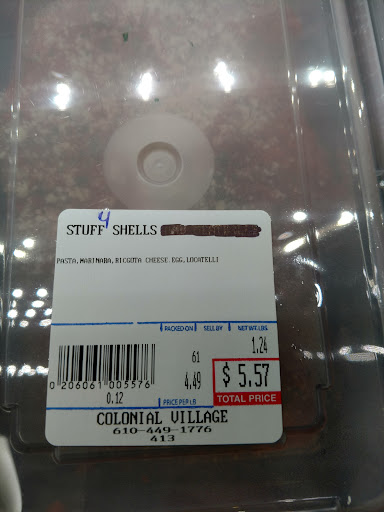 4
STUFF SHELLS
PASTA,MARINARA,RICGOTA CHEESE EGG,LOCATELLI
PACKED ON SELL BY NET WT. LBS
61 1.24
0 206061 005576 4.49 $ 5.57
0.12 PRICE PER LB TOTAL PRICE
COLONIAL VILLAGE
610-449-1776
413